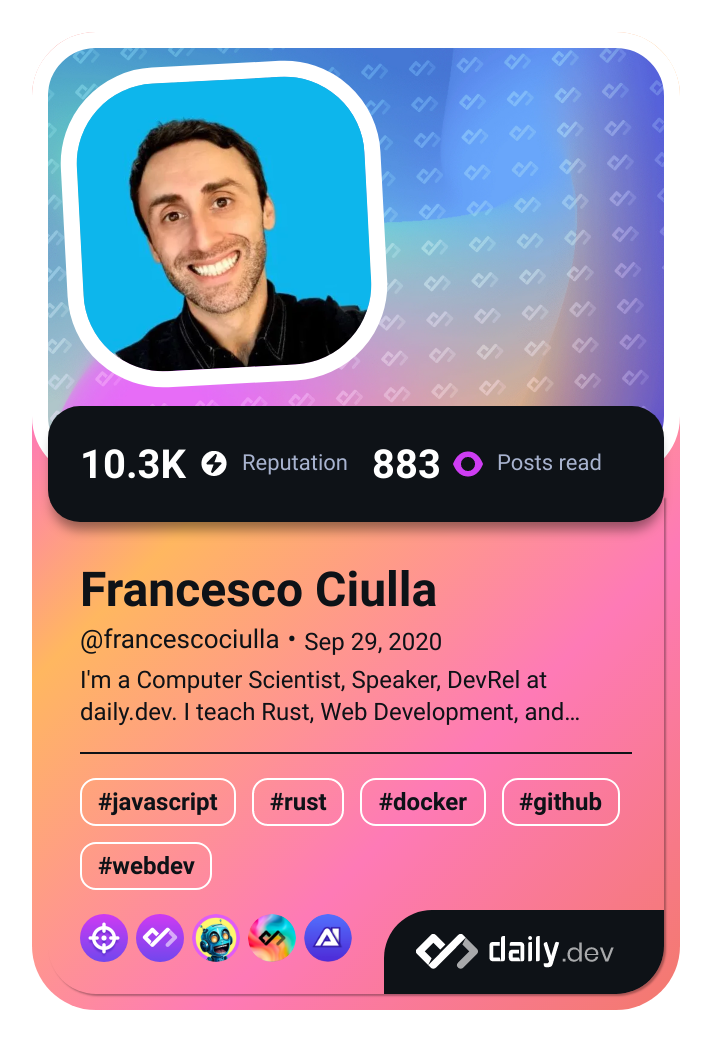 10.3K Reputation 883 Posts read
Francesco Ciulla
@francescociulla • Sep 29, 2020
I'm a Computer Scientist, Speaker, DevRel at
daily.dev. I teach Rust, Web Development, and…
#javascript #rust #docker #github
#webdev
daily.dev